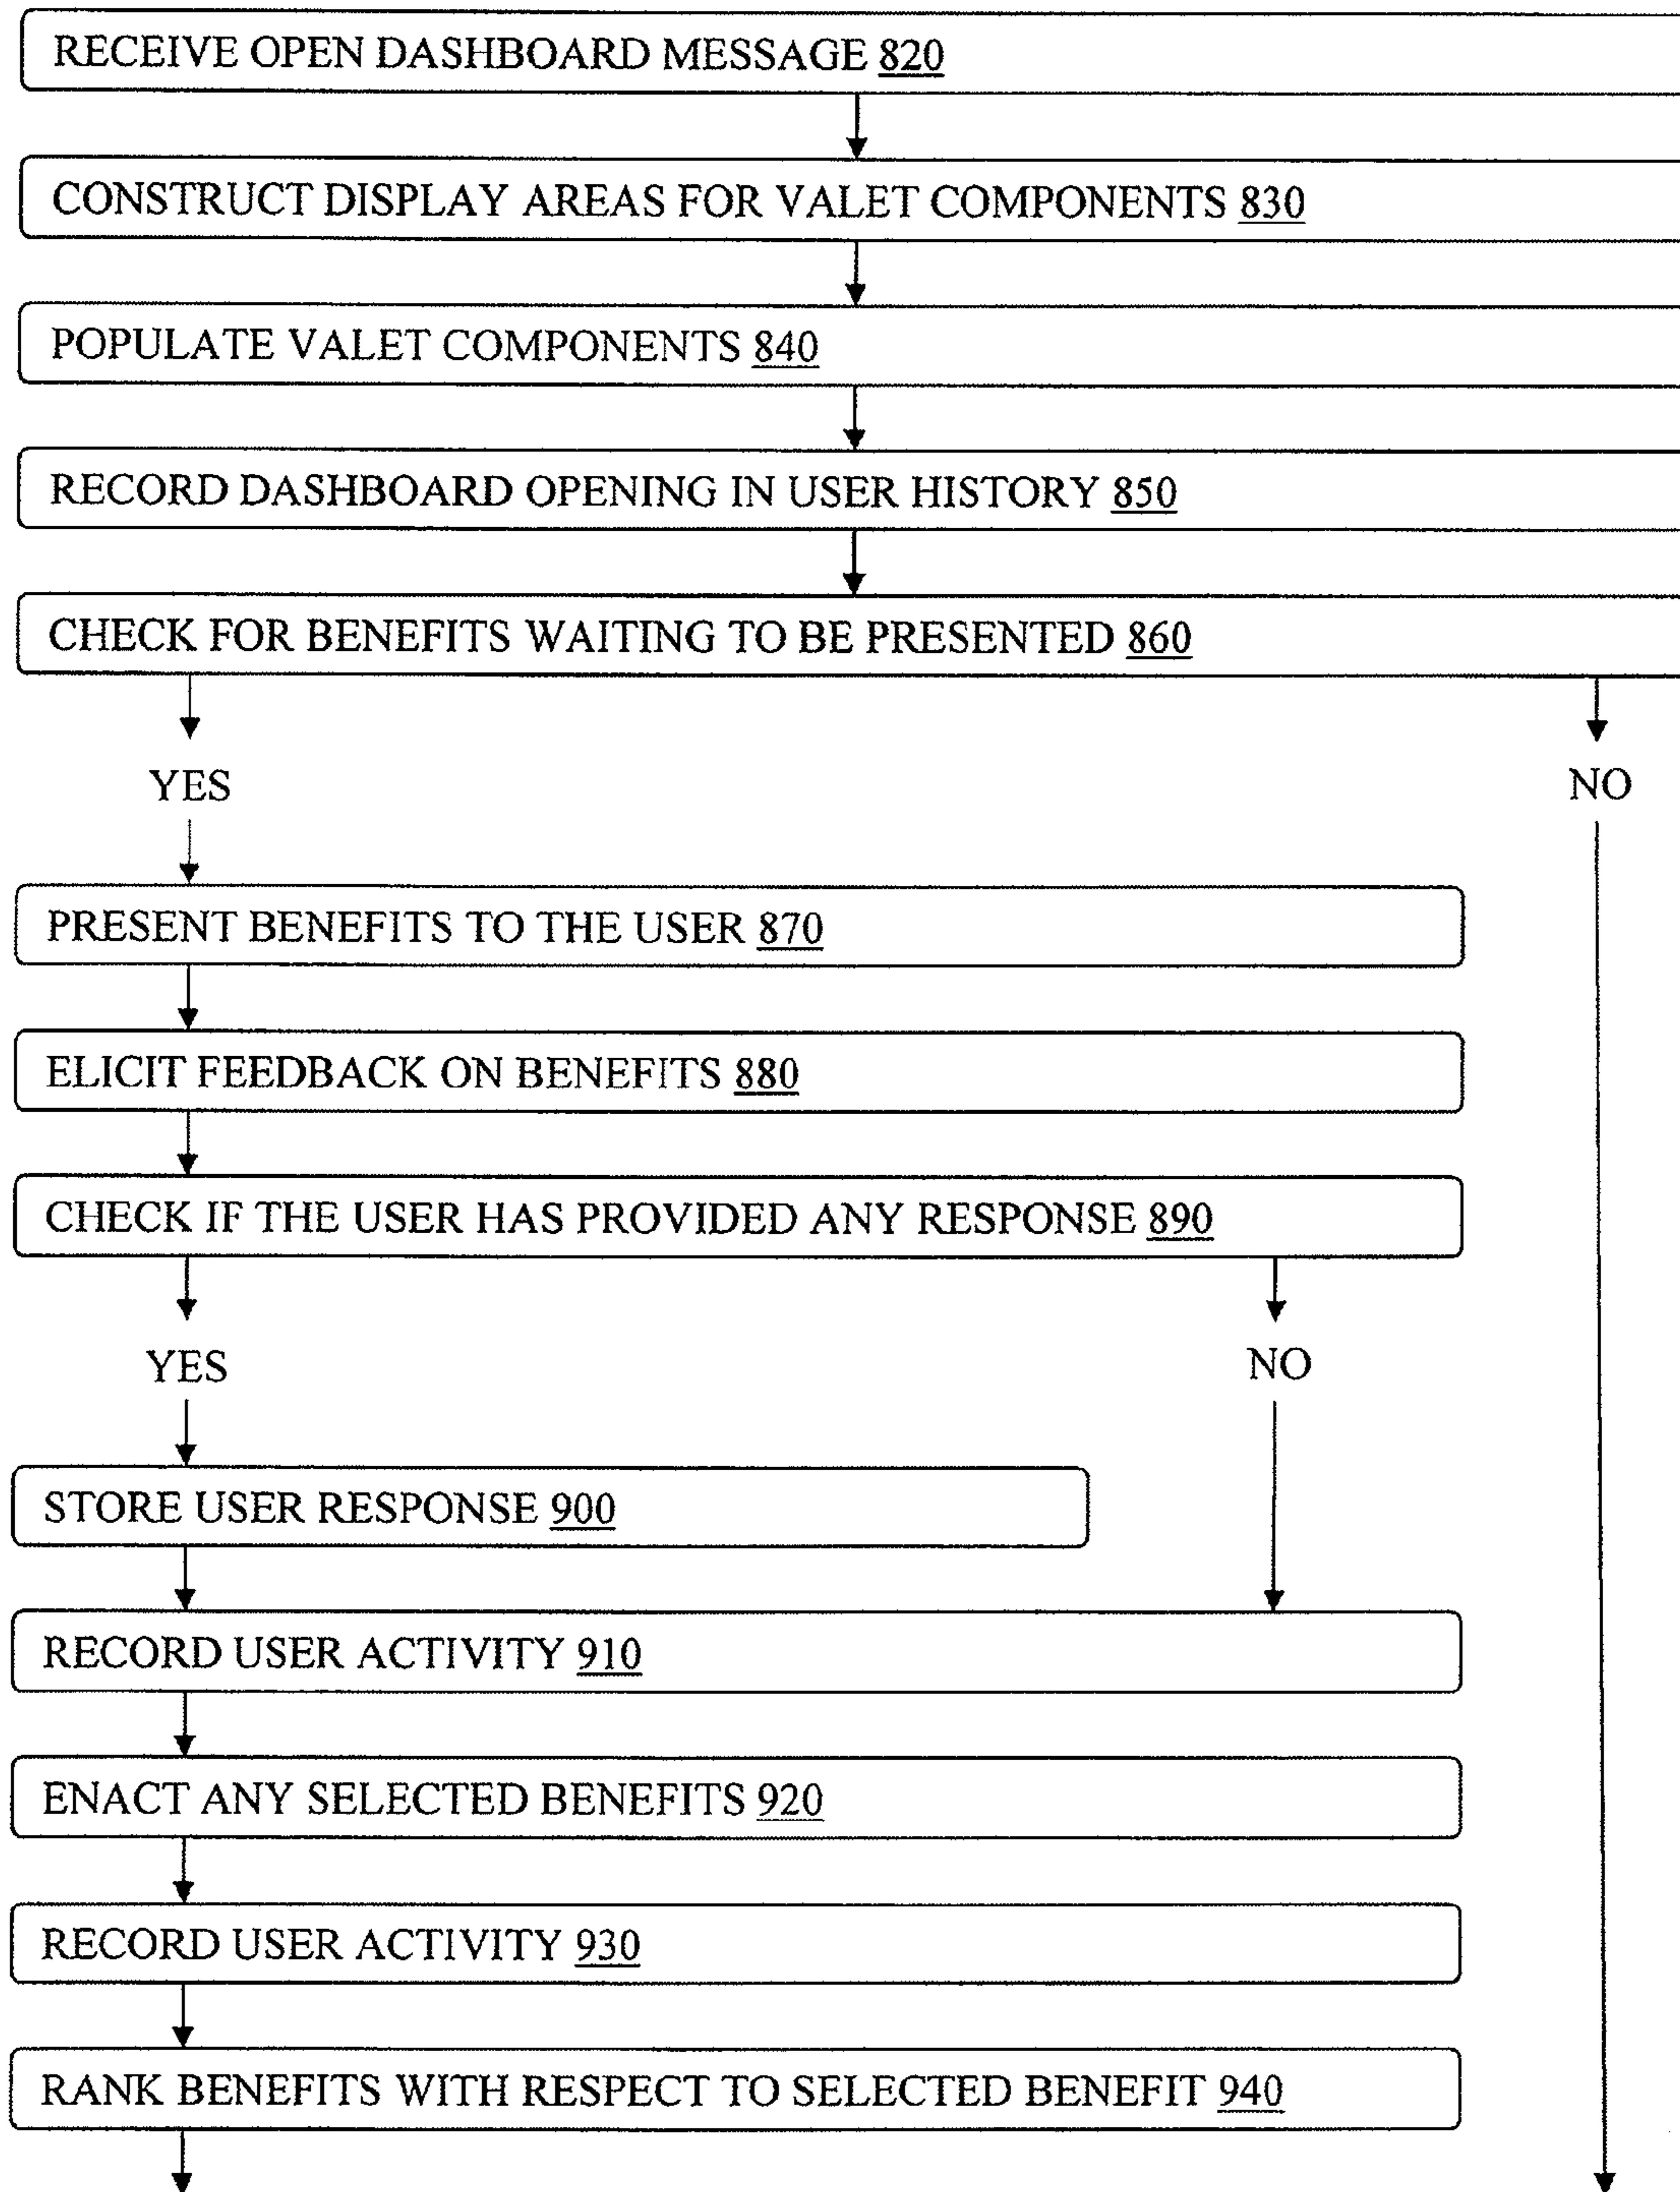 RECEIVE OPEN DASHBOARD MESSAGE 820
CONSTRUCT DISPLAY AREAS FOR VALET COMPONENTS 830
POPULATE VALET COMPONENTS 840
RECORD DASHBOARD OPENING IN USER HISTORY 850
CHECK FOR BENEFITS WAITING TO BE PRESENTED 860
YES
NO
PRESENT BENEFITS TO THE USER 870
ELICIT FEEDBACK ON BENEFITS 880
CHECK IF THE USER HAS PROVIDED ANY RESPONSE 890
YES
NO
STORE USER RESPONSE 900
RECORD USER ACTIVITY 910
ENACT ANY SELECTED BENEFITS 920
RECORD USER ACTIVITY 930
RANK BENEFITS WITH RESPECT TO SELECTED BENEFIT 940